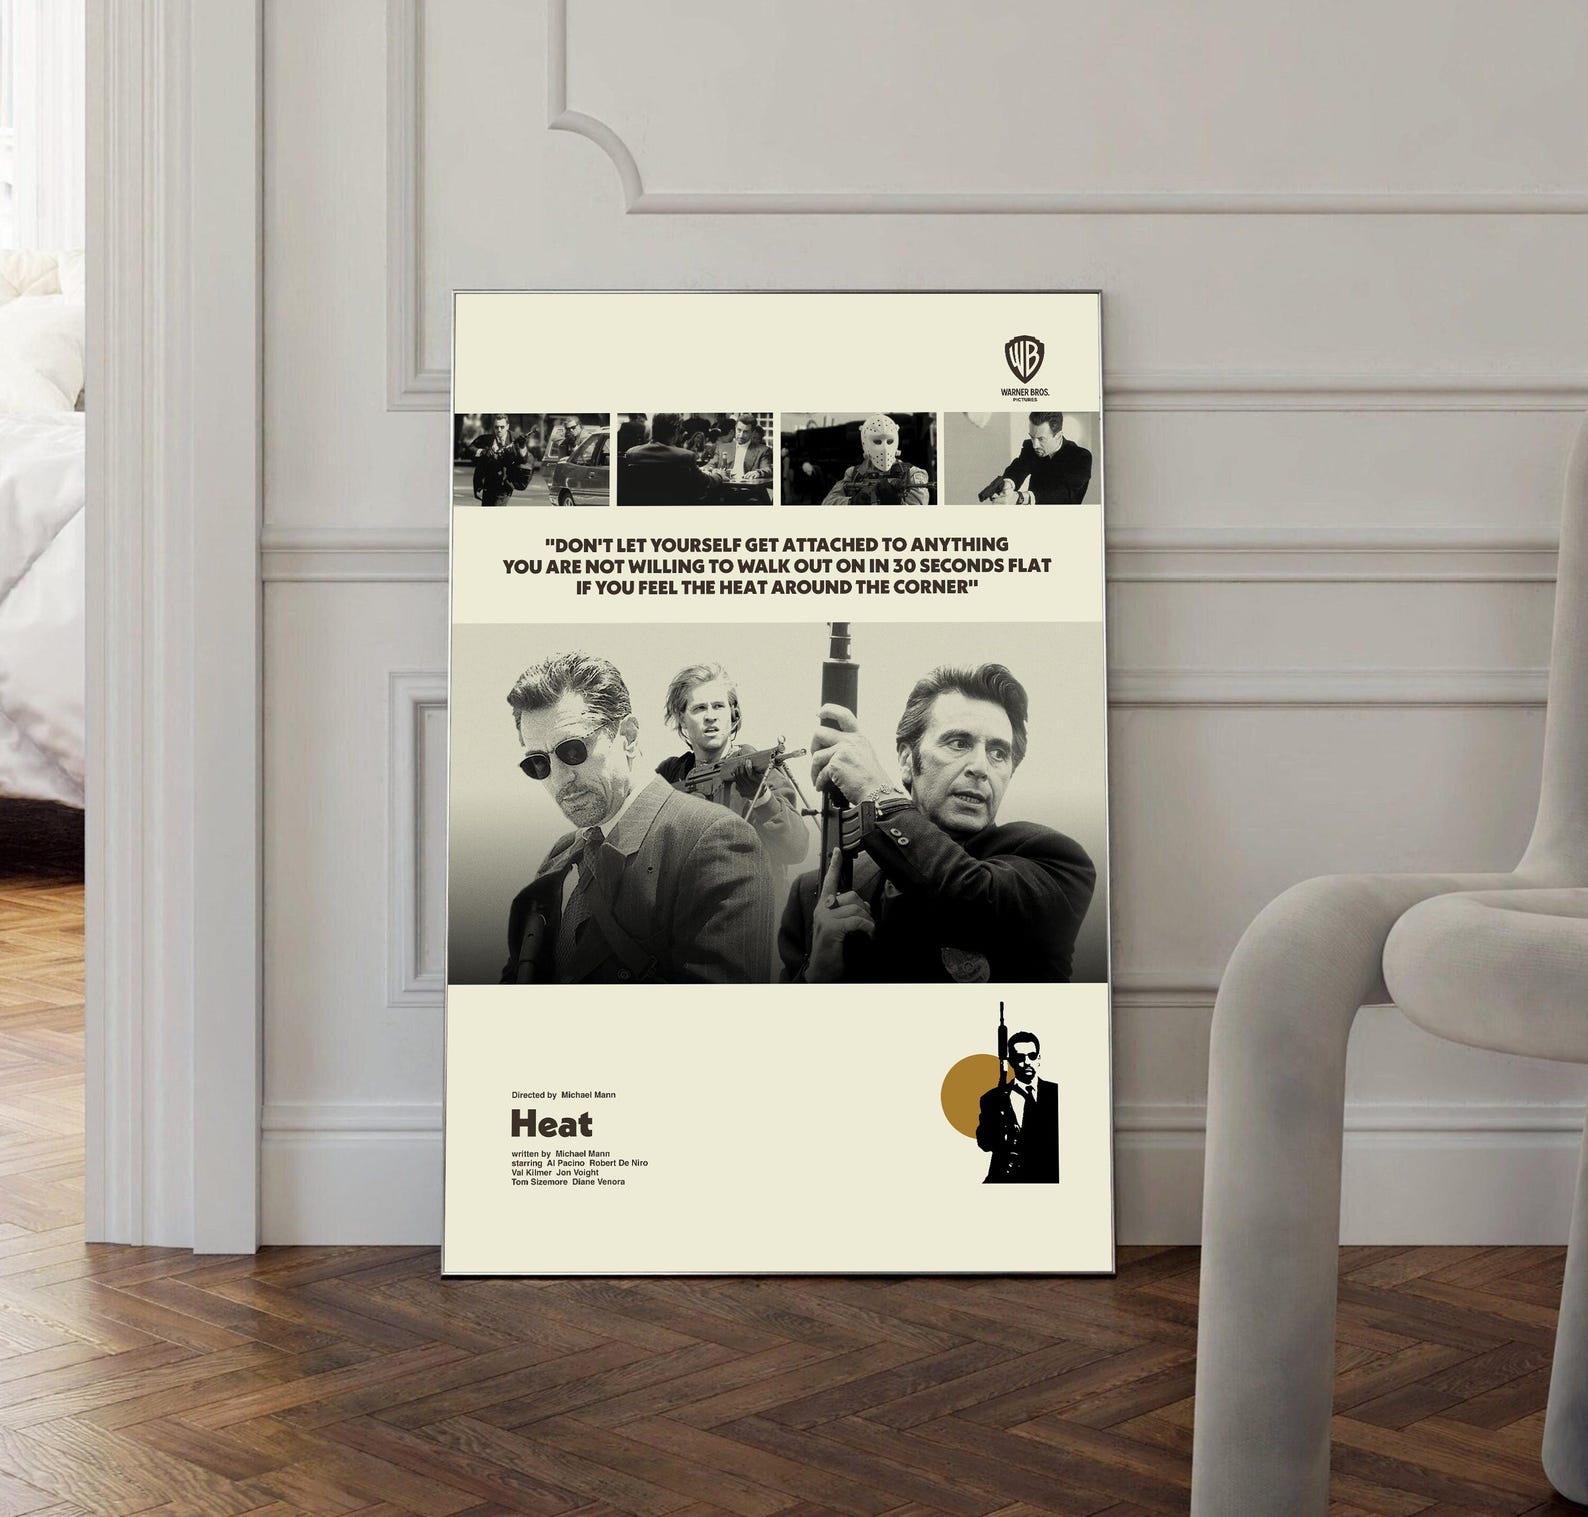 WB
WARNER BROS.
PICTURES
"DON'T LET YOURSELF GET ATTACHED TO ANYTHING
YOU ARE NOT WILLING TO WALK OUT ON IN 30 SECONDS FLAT
IF YOU FEEL THE HEAT AROUND THE CORNER"
Directed by Michael Mann
Heat
written by Michael Mann
starring Al Pacino Robert De Niro
Val Kilmer Jon Voight
Tom Sizemore Diane Venora